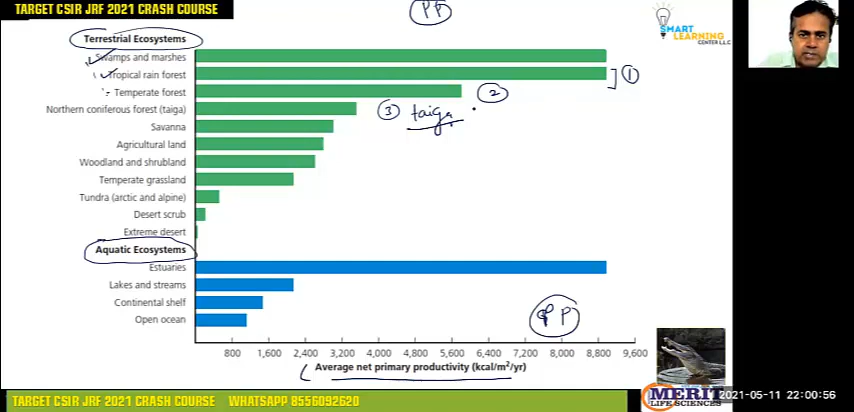 TARGET CSIR JRF 2021 CRASH COURSE
PP
SMART
LEARNING
CENTER L.L.C
Terrestrial Ecosystems
Swamps and marshes
Tropical rain forest
1
Temperate forest
2
Northern coniferous forest (taiga)
3 taiga
Savanna
Agricultural land
Woodland and shrubland
Temperate grassland
Tundra (arctic and alpine)
Desert scrub
Extreme desert
Aquatic Ecosystems
Estuaries
Lakes and streams
Continental shelf
Open ocean
800 1,600 2,400 3,200 4,000 4,800 5,600 6,400 7,200 8,000 8,800 9,600
Average net primary productivity (kcal/m²/yr)
MERIT
LIFE SCIENCES
2021-05-11 22:00:56
TARGET CSIR JRF 2021 CRASH COURSE WHATSAPP 8556092620